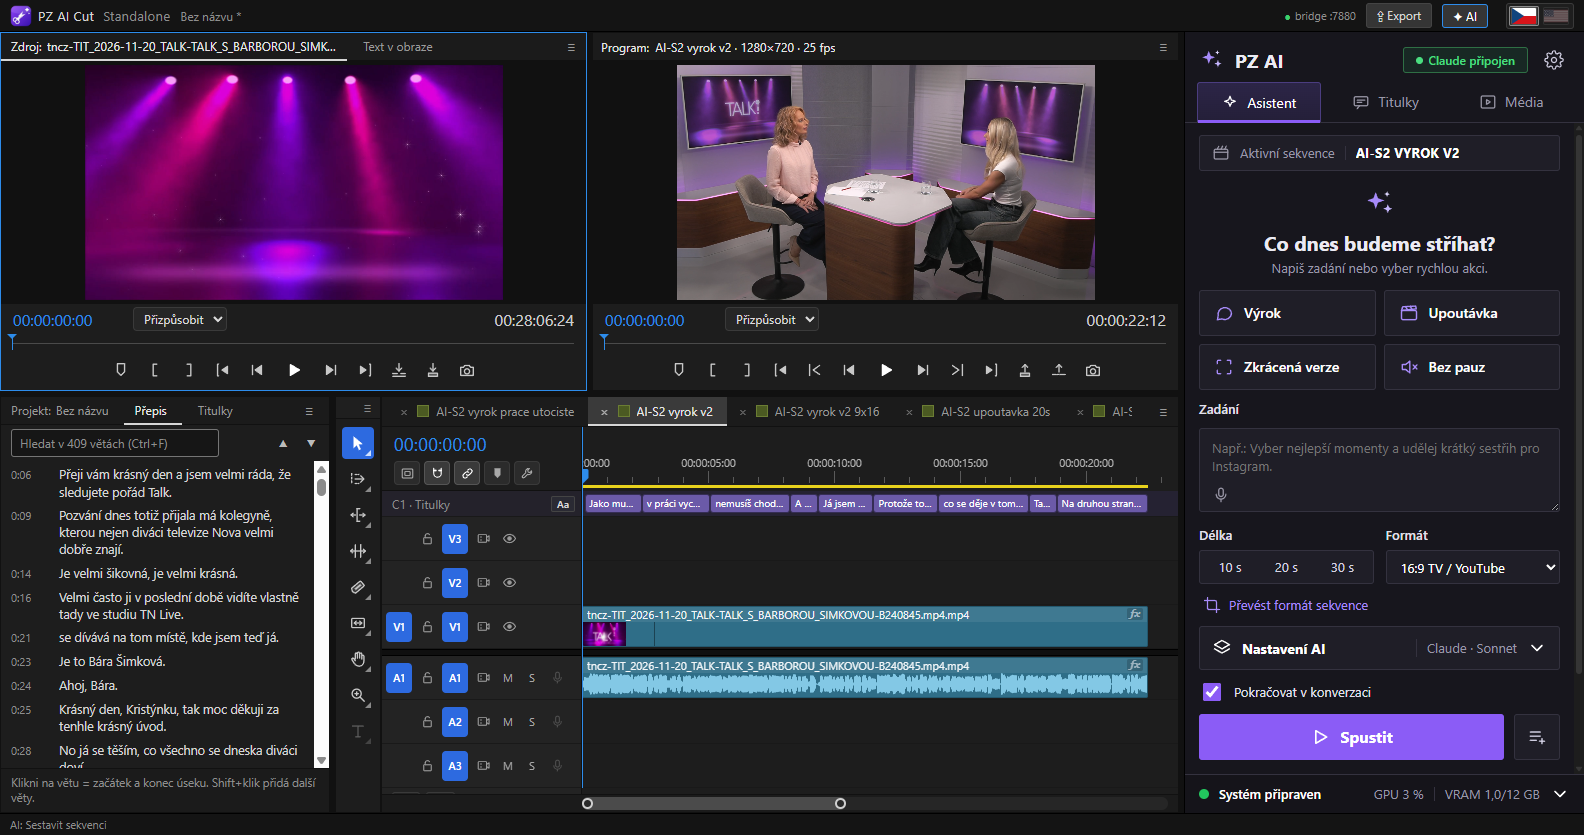 PZ AI Cut Standalone Bez názvu *
bridge :7880 Export AI
Zdroj: tncz-TIT_2026-11-20_TALK-TALK_S_BARBOROU_SIMK... Text v obraze
00:00:00:00 Přizpůsobit 00:28:06:24
Program: AI-S2 vyrok v2 · 1280×720 · 25 fps
TALK!
00:00:00:00 Přizpůsobit 00:00:22:12
Projekt: Bez názvu Přepis Titulky
Hledat v 409 větách (Ctrl+F)
0:06 Přeji vám krásný den a jsem velmi ráda, že
sledujete pořád Talk.
0:09 Pozvání dnes totiž přijala má kolegyně,
kterou nejen diváci televize Nova velmi
dobře znají.
0:14 Je velmi šikovná, je velmi krásná.
0:16 Velmi často ji v poslední době vidíte vlastně
tady ve studiu TN Live.
0:21 se dívává na tom místě, kde jsem teď já.
0:23 Je to Bára Šimková.
0:24 Ahoj, Bára.
0:25 Krásný den, Kristýnku, tak moc děkuji za
tenhle krásný úvod.
0:28 No já se těším, co všechno se dneska diváci
doví.
Klikni na větu = začátek a konec úseku. Shift+klik přidá další
věty.
AI: Sestavit sekvenci
AI-S2 vyrok prace utociste AI-S2 vyrok v2 AI-S2 vyrok v2 9x16 AI-S2 upoutavka 20s AI-S
00:00:00:00
00:00 00:00:05:00 00:00:10:00 00:00:15:00 00:00:20:00
C1 · Titulky Aa
Jako mu... v práci vyc... nemusíš chod... A ... Já jsem ... Protože to... co se děje v tom... Ta... Na druhou stran...
V3
V2
V1 V1
tncz-TIT_2026-11-20_TALK-TALK_S_BARBOROU_SIMKOVOU-B240845.mp4.mp4 fx
TALK
A1 A1 M S
tncz-TIT_2026-11-20_TALK-TALK_S_BARBOROU_SIMKOVOU-B240845.mp4.mp4 fx
A2 M S
A3 M S
PZ AI Claude připojen
Asistent Titulky Média
Aktivní sekvence AI-S2 VYROK V2
Co dnes budeme stříhat?
Napiš zadání nebo vyber rychlou akci.
Výrok Upoutávka
Zkrácená verze Bez pauz
Zadání
Např.: Vyber nejlepší momenty a udělej krátký sestřih pro
Instagram.
Délka Formát
10 s 20 s 30 s 16:9 TV / YouTube
Převést formát sekvence
Nastavení AI Claude · Sonnet
Pokračovat v konverzaci
Spustit
Systém připraven GPU 3 % VRAM 1,0/12 GB